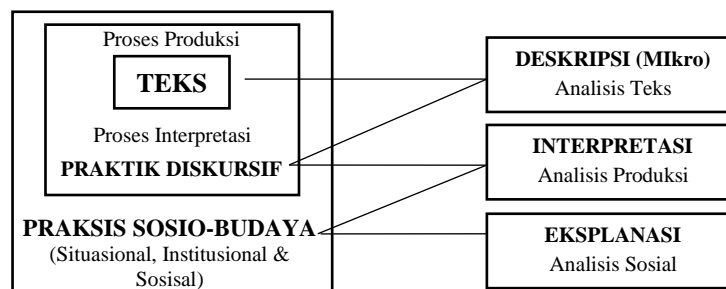 Proses Produksi
TEKS
Proses Interpretasi
PRAKTIK DISKURSIF
PRAKSIS SOSIO-BUDAYA
(Situasional, Institusional &
Sosisal)
DESKRIPSI (MIkro)
Analisis Teks
INTERPRETASI
Analisis Produksi
EKSPLANASI
Analisis Sosial